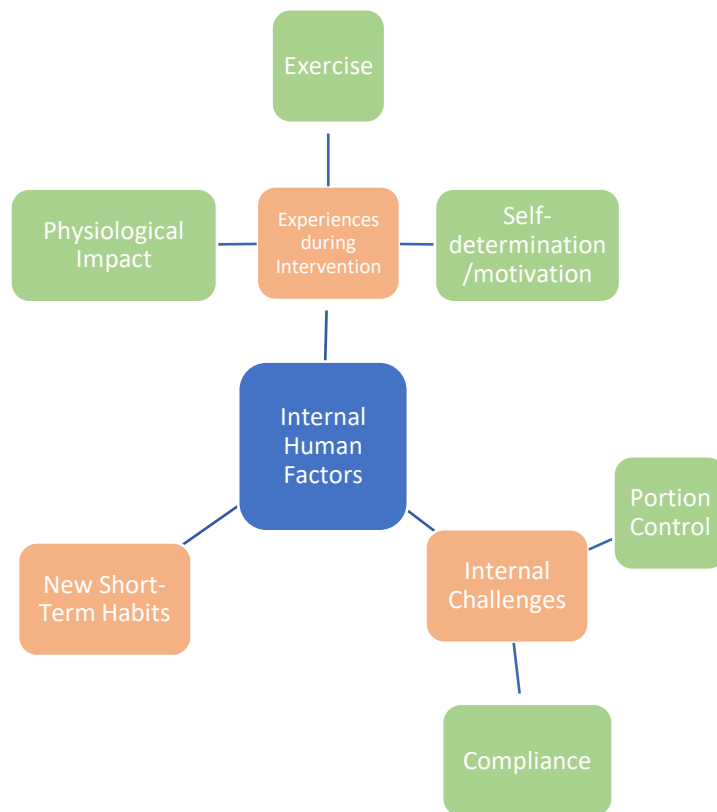 Exercise
Physiological
Impact
Experiences
during
Intervention
Self-
determination
/motivation
Internal
Human
Factors
Portion
Control
New Short-
Term Habits
Internal
Challenges
Compliance